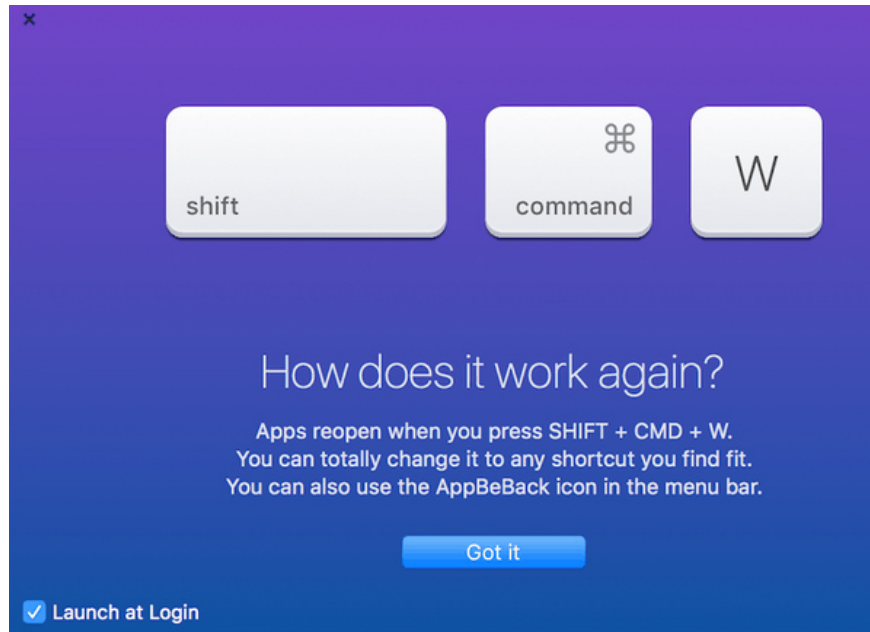 ×
⌘
shift
command
W
How does it work again?
Apps reopen when you press SHIFT + CMD + W.
You can totally change it to any shortcut you find fit.
You can also use the AppBeBack icon in the menu bar.
Got it
Launch at Login